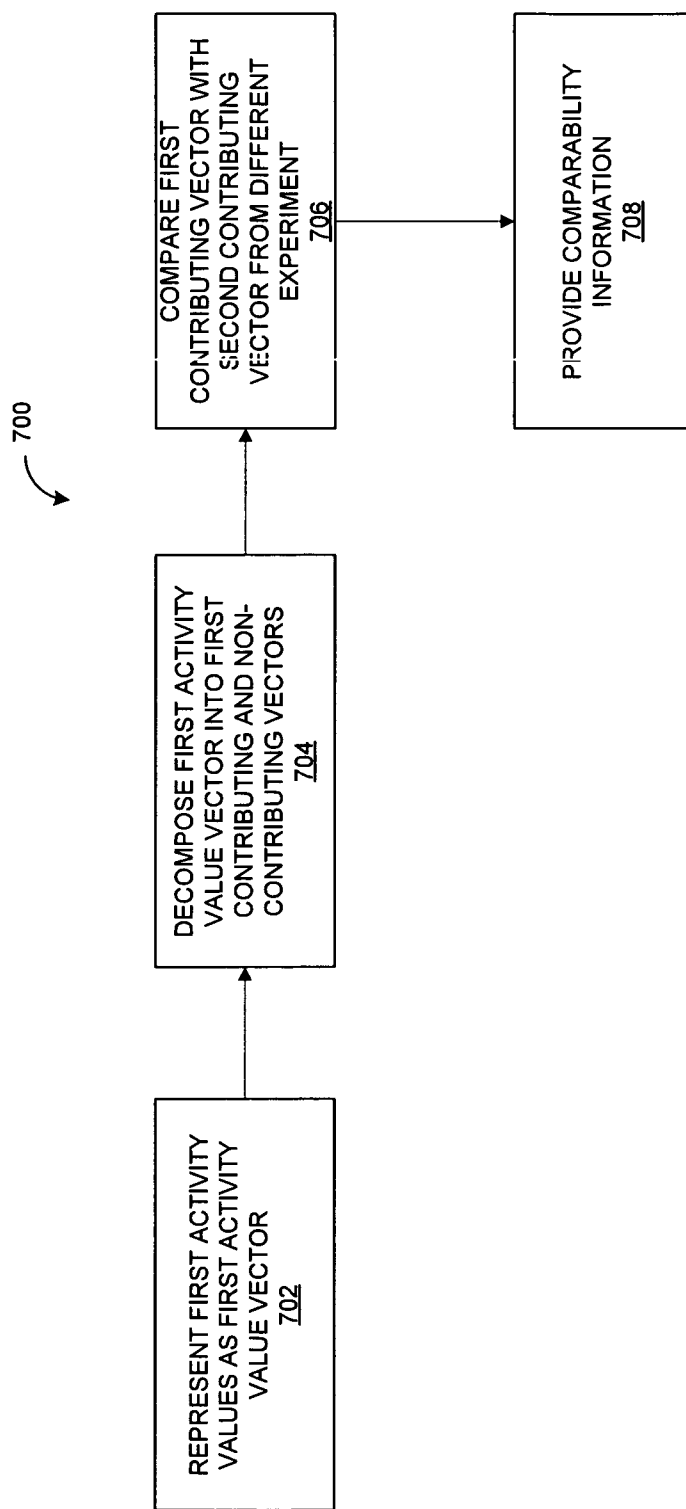 700
REPRESENT FIRST ACTIVITY
VALUES AS FIRST ACTIVITY
VALUE VECTOR
702
DECOMPOSE FIRST ACTIVITY
VALUE VECTOR INTO FIRST
CONTRIBUTING AND NON-
CONTRIBUTING VECTORS
704
COMPARE FIRST
CONTRIBUTING VECTOR WITH
SECOND CONTRIBUTING
VECTOR FROM DIFFERENT
EXPERIMENT
706
PROVIDE COMPARABILITY
INFORMATION
708